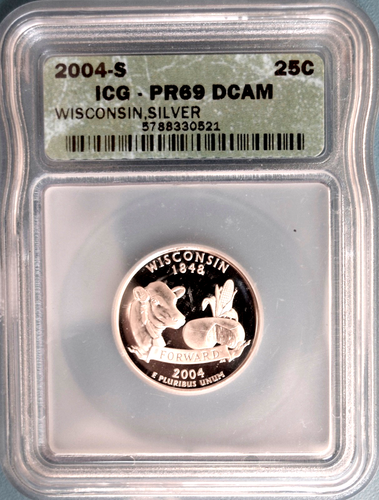 2004-S 25C
ICG - PR69 DCAM
WISCONSIN,SILVER
5788330521
WISCONSIN
1848
FORWARD
2004
E PLURIBUS UNUM